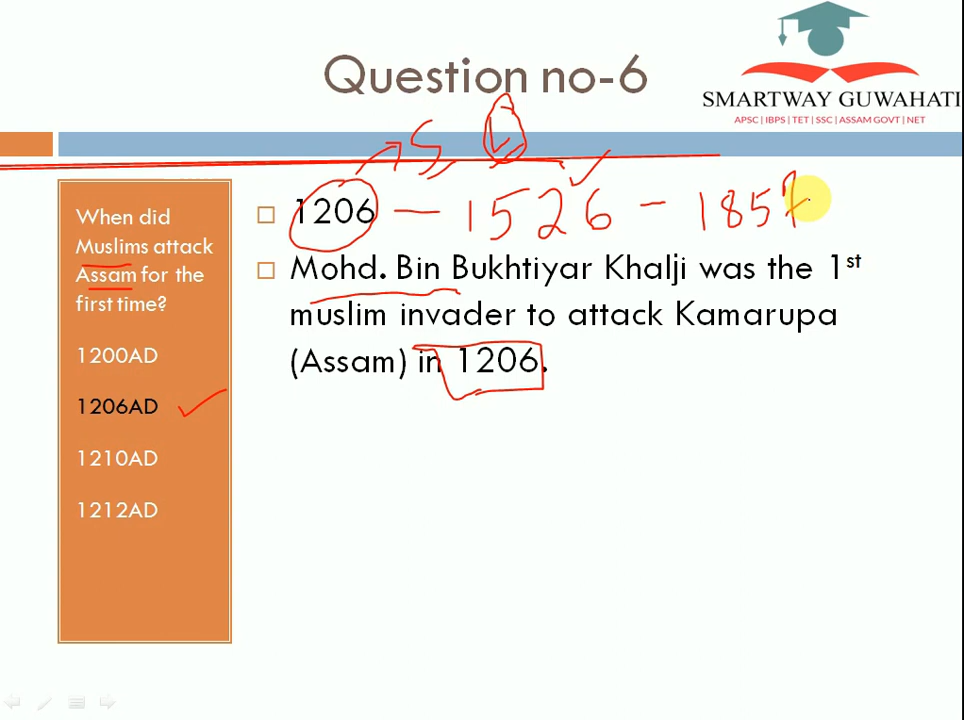 Question no-6
SMARTWAY GUWAHATI
APSC | IBPS | TET | SSC | ASSAM GOVT | NET
When did
Muslims attack
Assam for the
first time?
1200AD
1206AD
1210AD
1212AD
1206 — 1526 - 1857
Mohd. Bin Bukhtiyar Khalji was the 1st
muslim invader to attack Kamarupa
(Assam) in 1206.